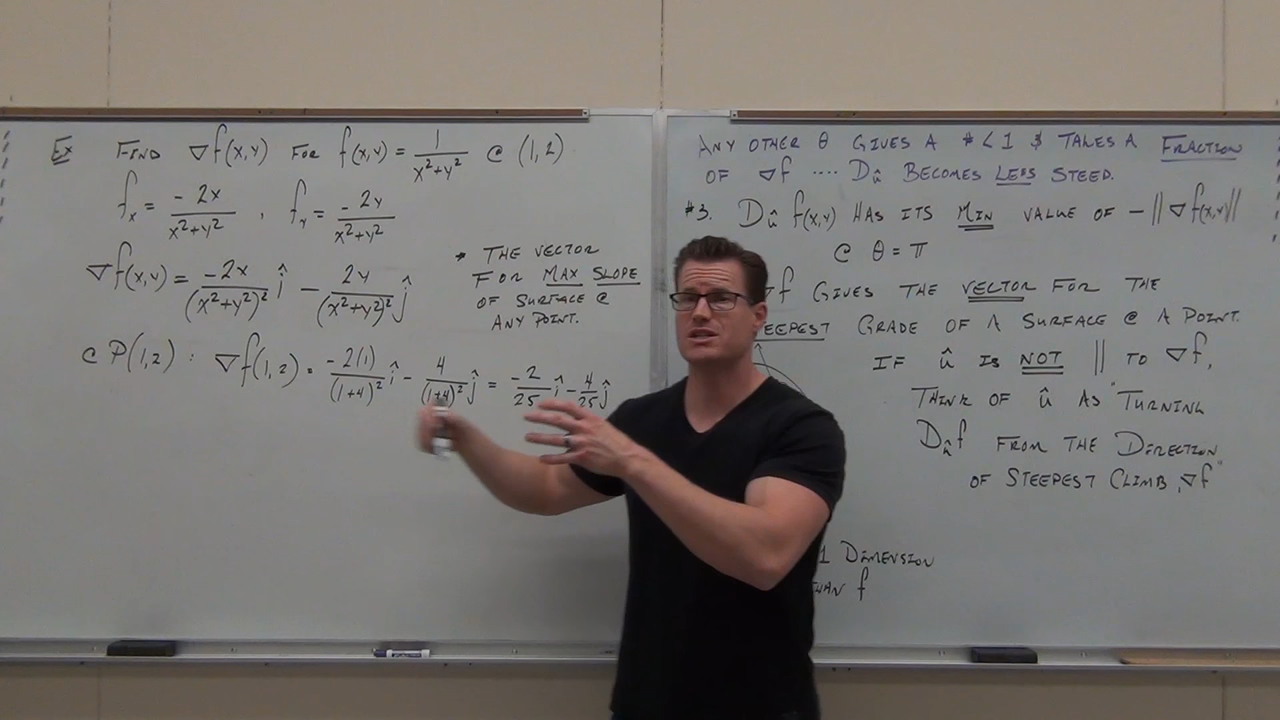 Ex FIND ∇f(x,y) FOR f(x,y) = 1/(x²+y²) @ (1,2)
f_x = -2x/(x²+y²) , f_y = -2y/(x²+y²)
∇f(x,y) = -2x/(x²+y²)² î - 2y/(x²+y²)² ĵ
@ P(1,2) : ∇f(1,2) = -2(1)/(1+4)² î - 4/(1+4)² ĵ = -2/25 î - 4/25 ĵ
* THE VECTOR
FOR MAX SLOPE
OF SURFACE @
ANY POINT.
ANY OTHER θ GIVES A # < 1 & TAKES A FRACTION
OF ∇f .... D_û BECOMES LESS STEED.
#3. D_û f(x,y) HAS ITS MIN VALUE OF -||∇f(x,y)||
@ θ = π
∇f GIVES THE VECTOR FOR THE
EEPEST GRADE OF A SURFACE @ A POINT.
IF û IS NOT || TO ∇f,
THINK OF û AS "TURNING
D_û f FROM THE DIRECTION
OF STEEPEST CLIMB, ∇f"
1 DIMENSION
THAN f